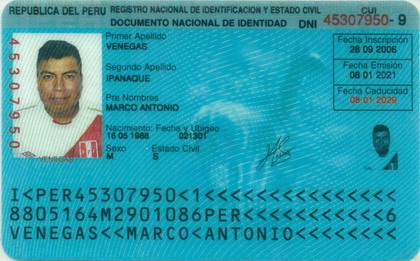 REPUBLICA DEL PERU REGISTRO NACIONAL DE IDENTIFICACION Y ESTADO CIVIL
DOCUMENTO NACIONAL DE IDENTIDAD
CUI
DNI 45307950 - 9
Primer Apellido
VENEGAS
Segundo Apellido
IPANAQUE
Pre Nombres
MARCO ANTONIO
Nacimiento: Fecha y Ubigeo
16 05 1988 021301
Sexo Estado Civil
M S
Fecha Inscripción
28 09 2006
Fecha Emisión
08 01 2021
Fecha Caducidad
08 01 2029
45307950
VENEGAS
I<PER45307950<1<<<<<<<<<<<<<<<
8805164M2901086PER<<<<<<<<<<<6
VENEGAS<<MARCO<ANTONIO<<<<<<<<